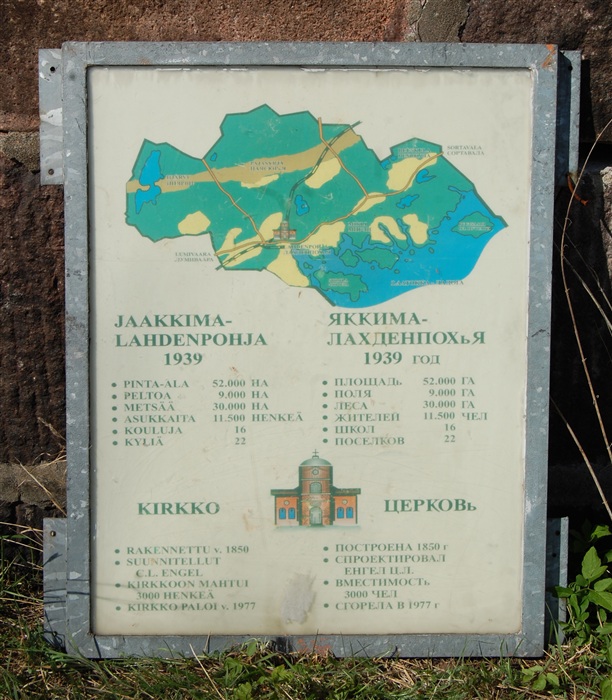 SORTAVALA
СОРТАВАЛА
LAHDENPOHJA
JAAKKIMA-
LAHDENPOHJA
1939
• PINTA-ALA 52.000 HA
• PELTOA 9.000 HA
• METSÄÄ 30.000 HA
• ASUKKAITA 11.500 HENKEÄ
• KOULUJA 16
• KYLIÄ 22
ЯККИМА-
ЛАХДЕНПОХЬЯ
1939 ГОД
• ПЛОЩАДЬ 52.000 ГА
• ПОЛЯ 9.000 ГА
• ЛЕСА 30.000 ГА
• ЖИТЕЛЕЙ 11.500 ЧЕЛ
• ШКОЛ 16
• ПОСЕЛКОВ 22
KIRKKO
ЦЕРКОВЬ
• RAKENNETTU v. 1850
• SUUNNITELLUT
C.L. ENGEL
• KIRKKOON MAHTUI
3000 HENKEÄ
• KIRKKO PALOI v. 1977
• ПОСТРОЕНА 1850 г
• СПРОЕКТИРОВАЛ
ЕНГЕЛ Ц.Л.
• ВМЕСТИМОСТЬ
3000 ЧЕЛ
• СГОРЕЛА В 1977 г